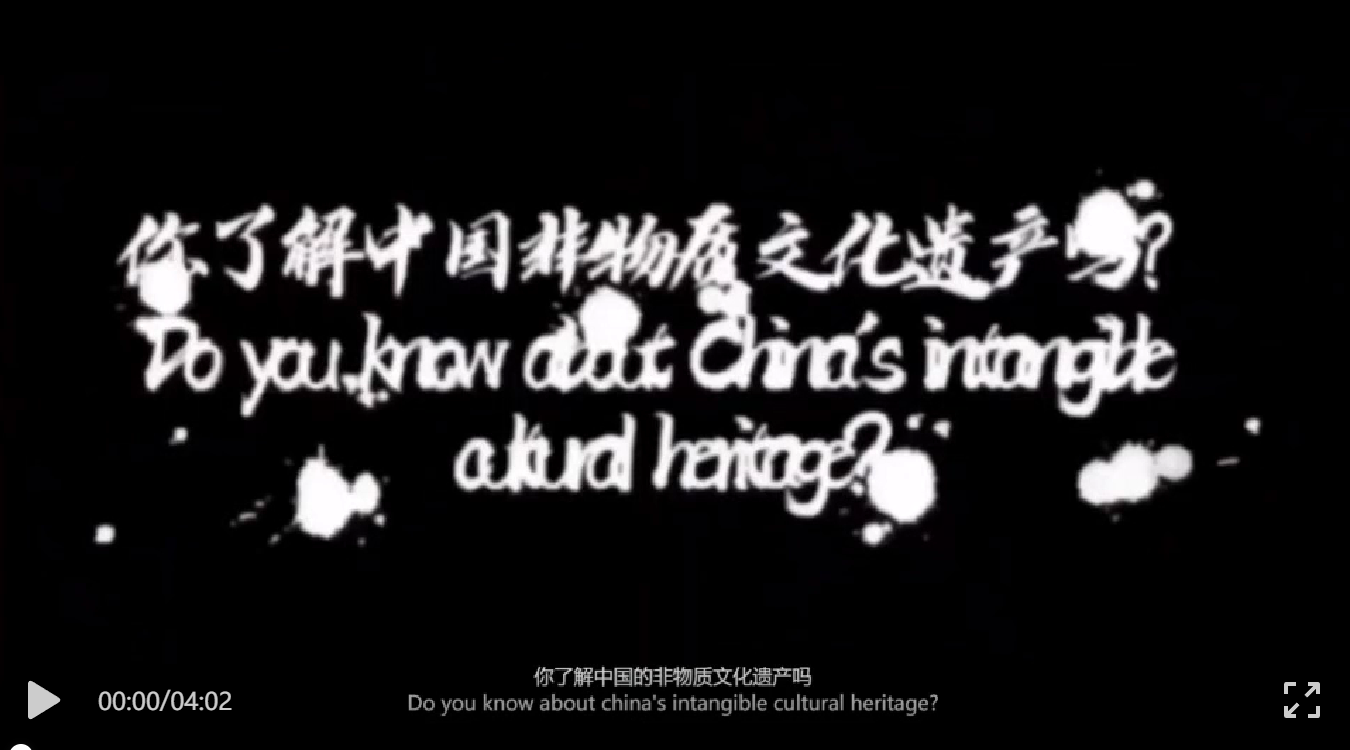 你了解中国非物质文化遗产吗?
Do you know about China's intangible
cultural heritage?
你了解中国的非物质文化遗产吗
Do you know about china's intangible cultural heritage?
00:00/04:02